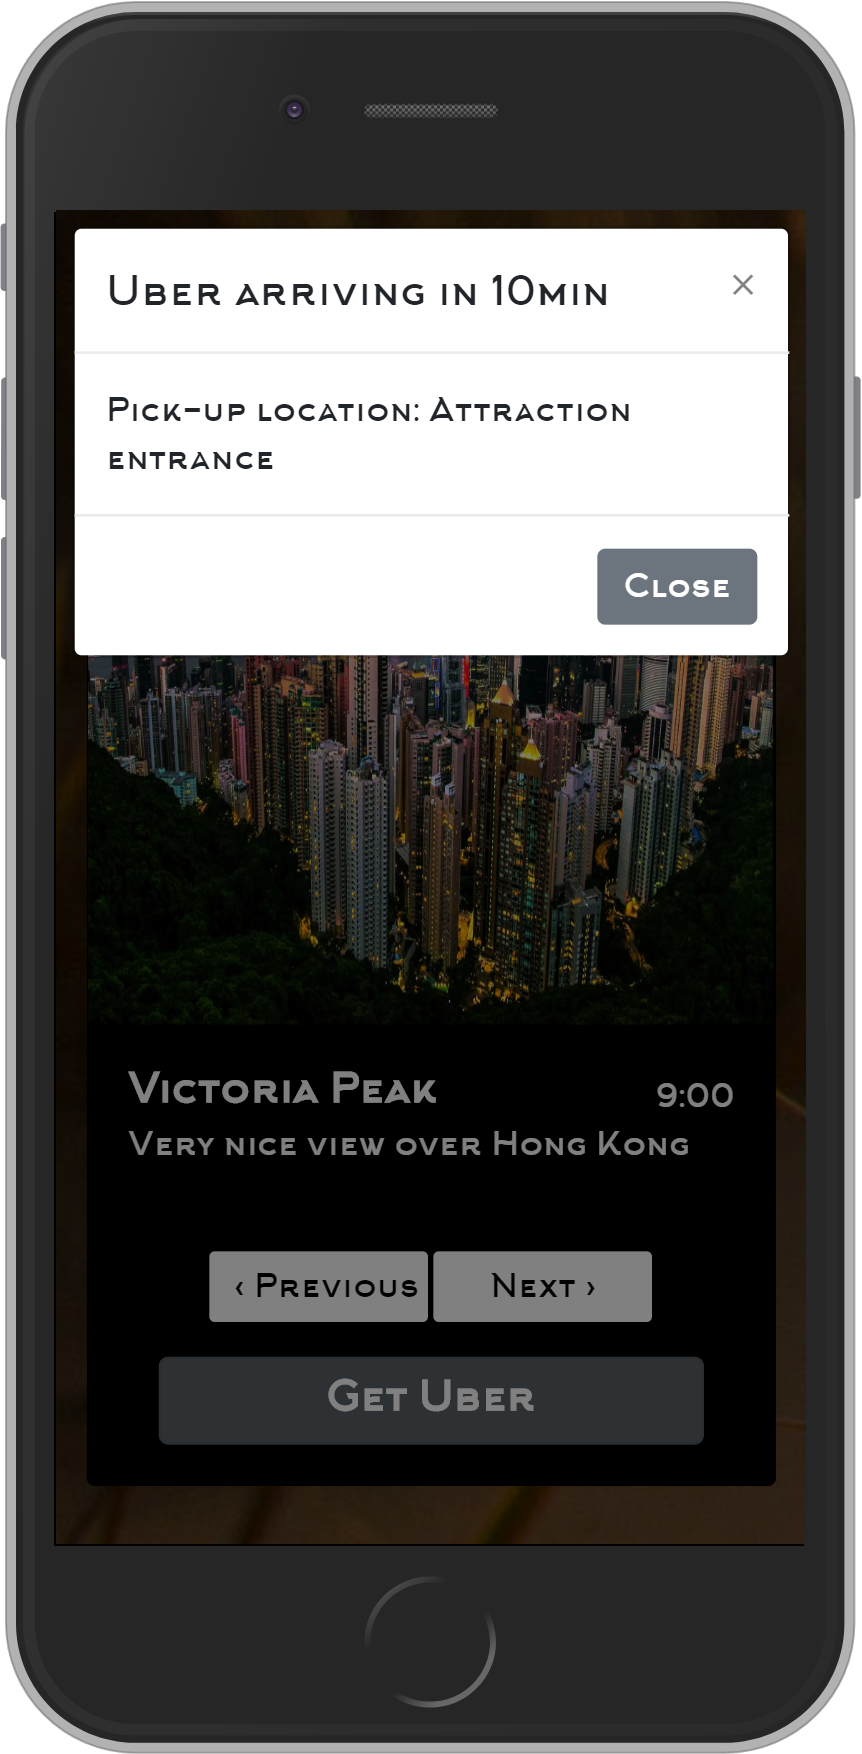 Uber arriving in 10min
×
Pick-up location: Attraction
entrance
Close
Victoria Peak
9:00
Very nice view over Hong Kong
‹ Previous
Next ›
Get Uber